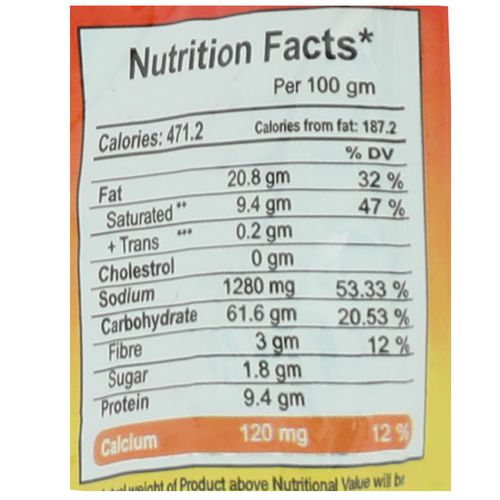 Nutrition Facts*
Per 100 gm
Calories: 471.2 Calories from fat: 187.2
% DV
Fat 20.8 gm 32 %
Saturated ** 9.4 gm 47 %
+ Trans *** 0.2 gm
Cholestrol 0 gm
Sodium 1280 mg 53.33 %
Carbohydrate 61.6 gm 20.53 %
Fibre 3 gm 12 %
Sugar 1.8 gm
Protein 9.4 gm
Calcium 120 mg 12 %
weight of Product above Nutritional Value will be